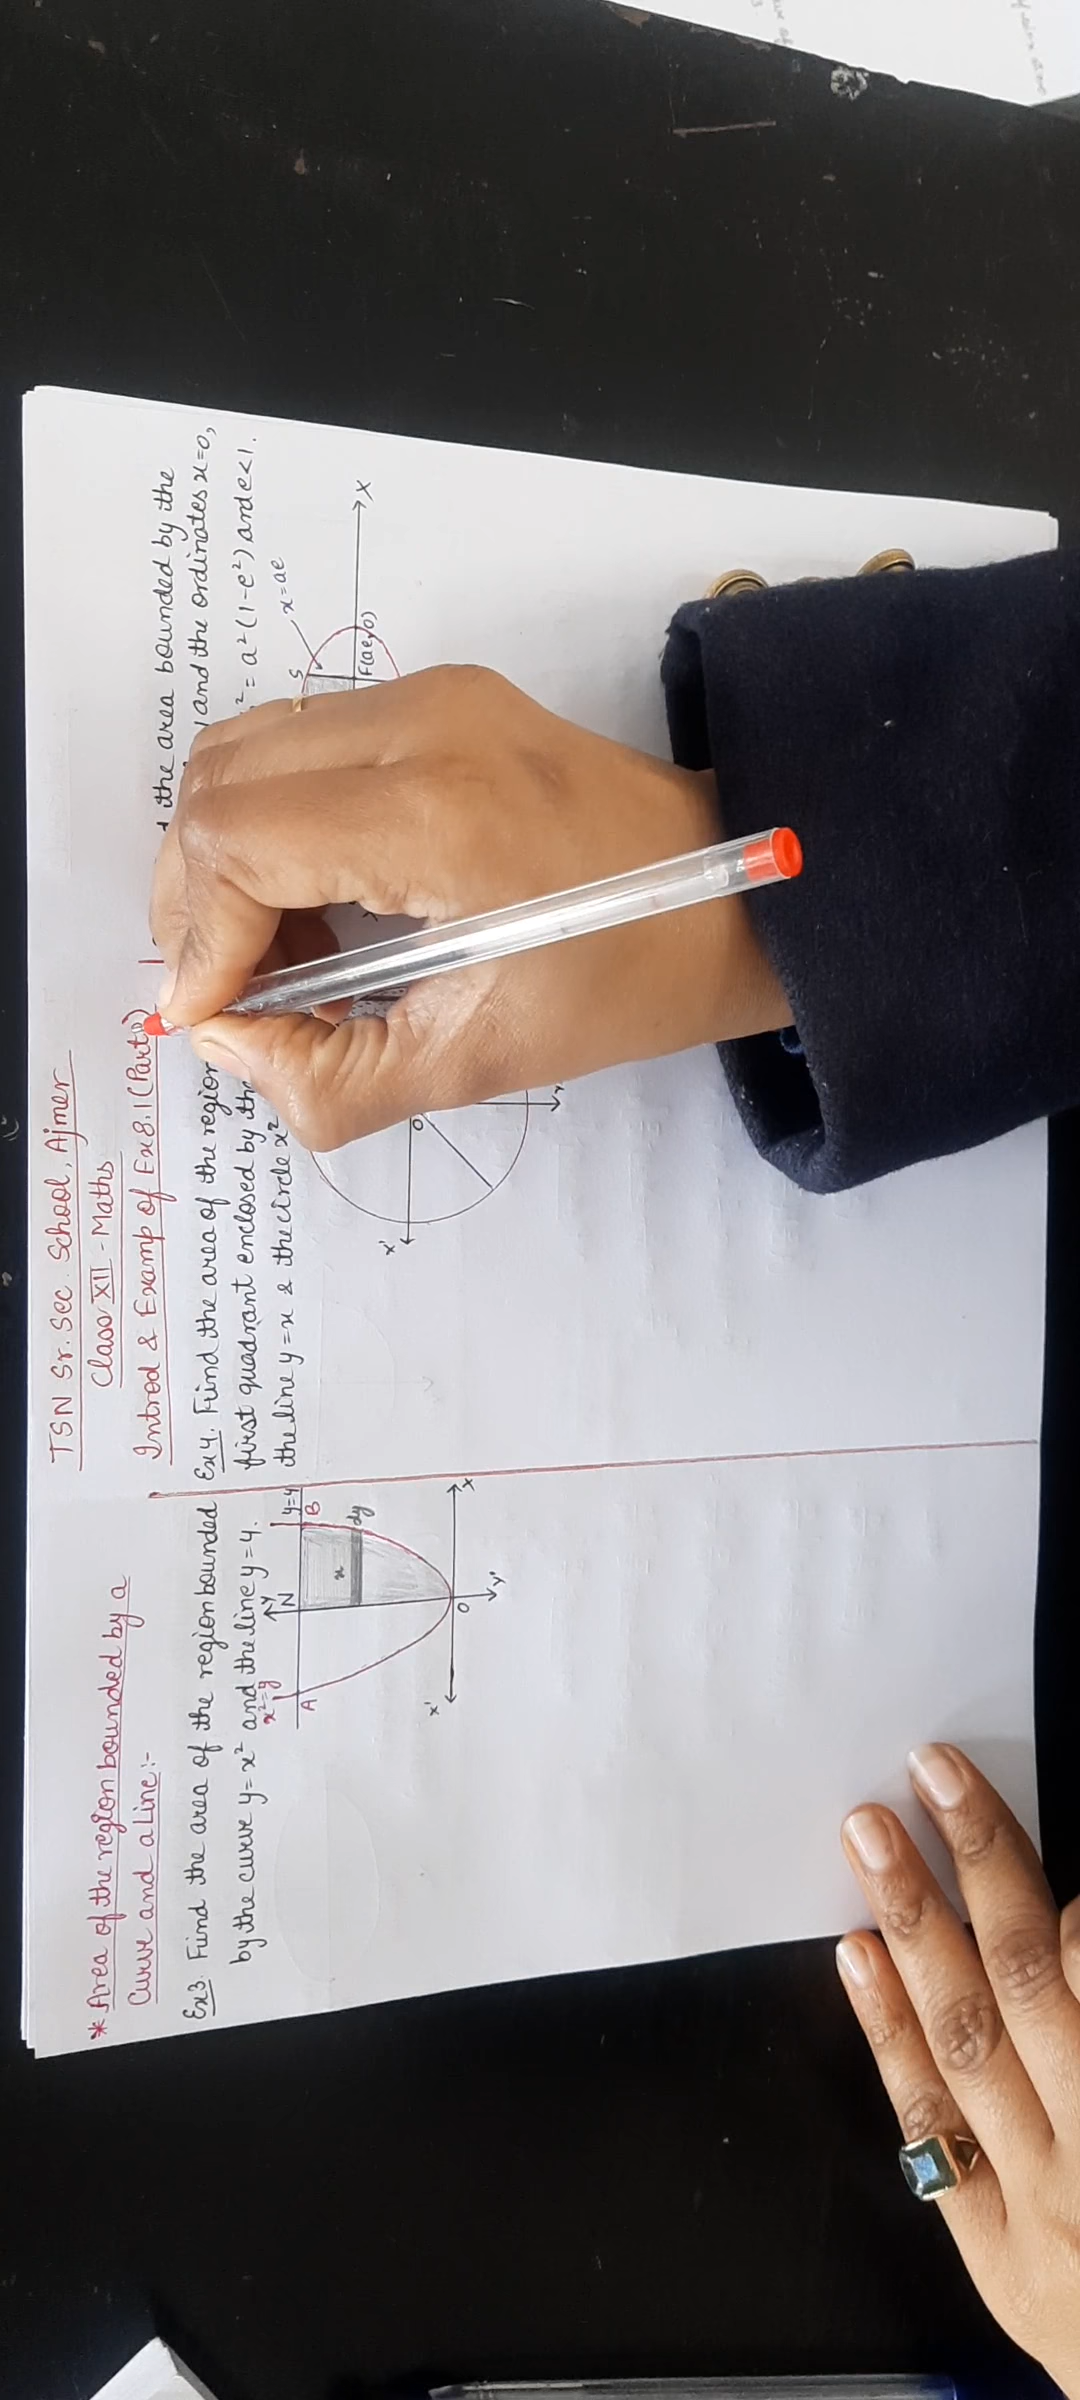 TSN Sr. Sec. School, Ajmer
Class XII - Maths
Introd & Examp of Ex 8.1 (Part
* Area of the region bounded by a
Curve and a Line:-
Ex3. Find the area of the region bounded
by the curve y = x² and the line y = 4.
x²=y
Y
y=4
A
N
B
x
dy
X'
O
X
Y'
Ex4. Find the area of the region
first quadrant enclosed by the
the line y = x & the circle x²
X'
O
the area bounded by the
and the ordinates x=0,
² = a²(1-e²) and e<1.
x=ae
S
F(ae,0)
X